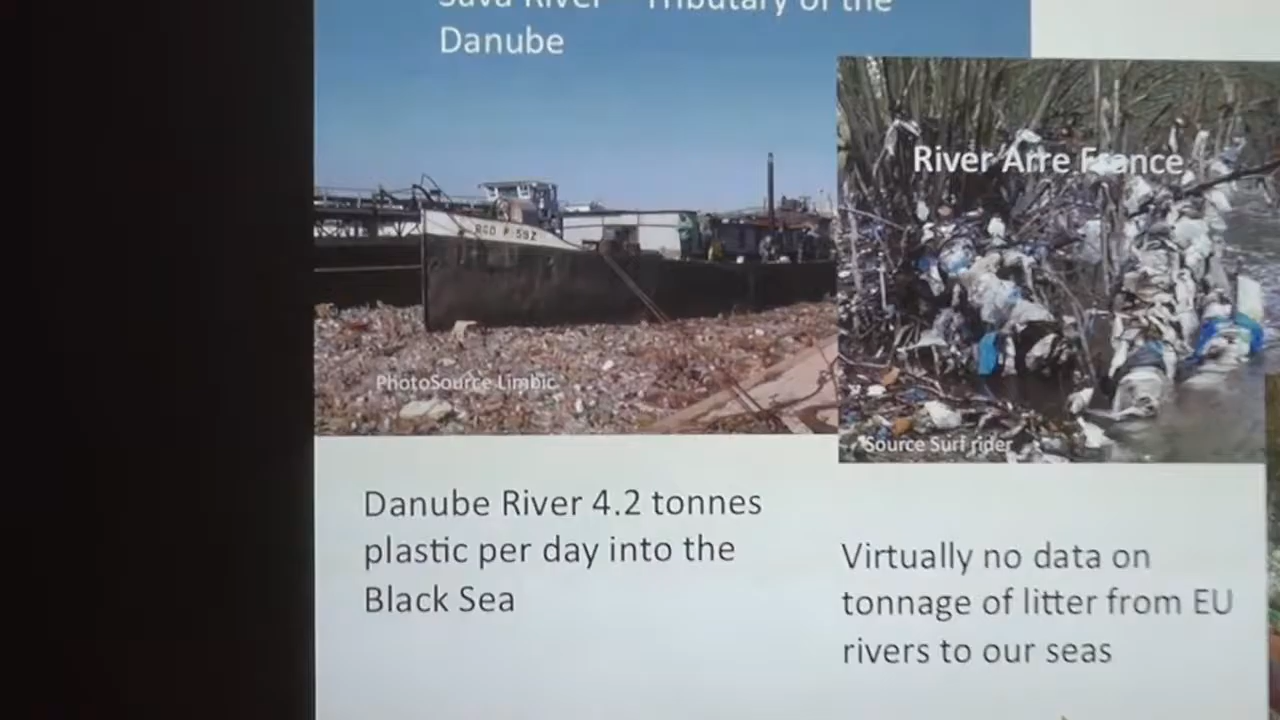 Sava River – Tributary of the
Danube
River Arre France
RGD P-592
PhotoSource Limbic
Source Surf rider
Danube River 4.2 tonnes
plastic per day into the
Black Sea
Virtually no data on
tonnage of litter from EU
rivers to our seas